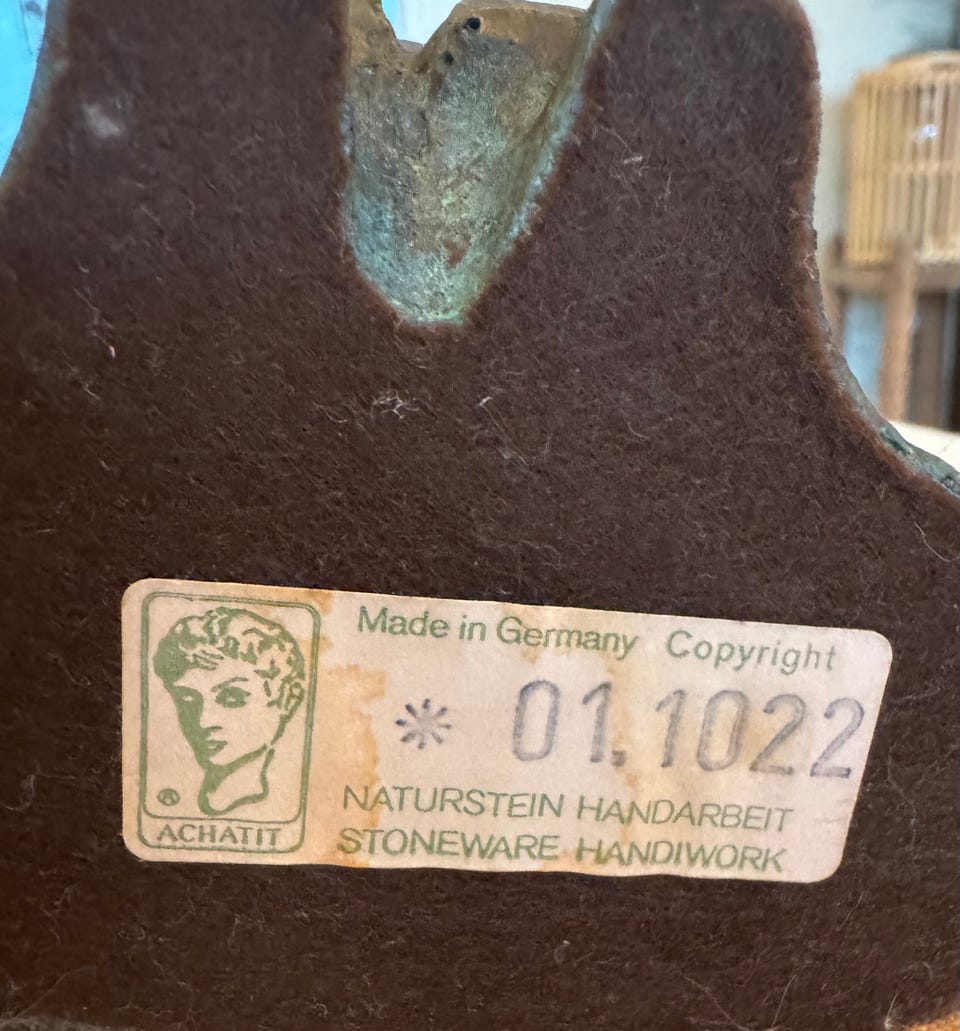 Made in Germany Copyright
* 01.1022
NATURSTEIN HANDARBEIT
STONEWARE HANDIWORK
®
ACHATIT